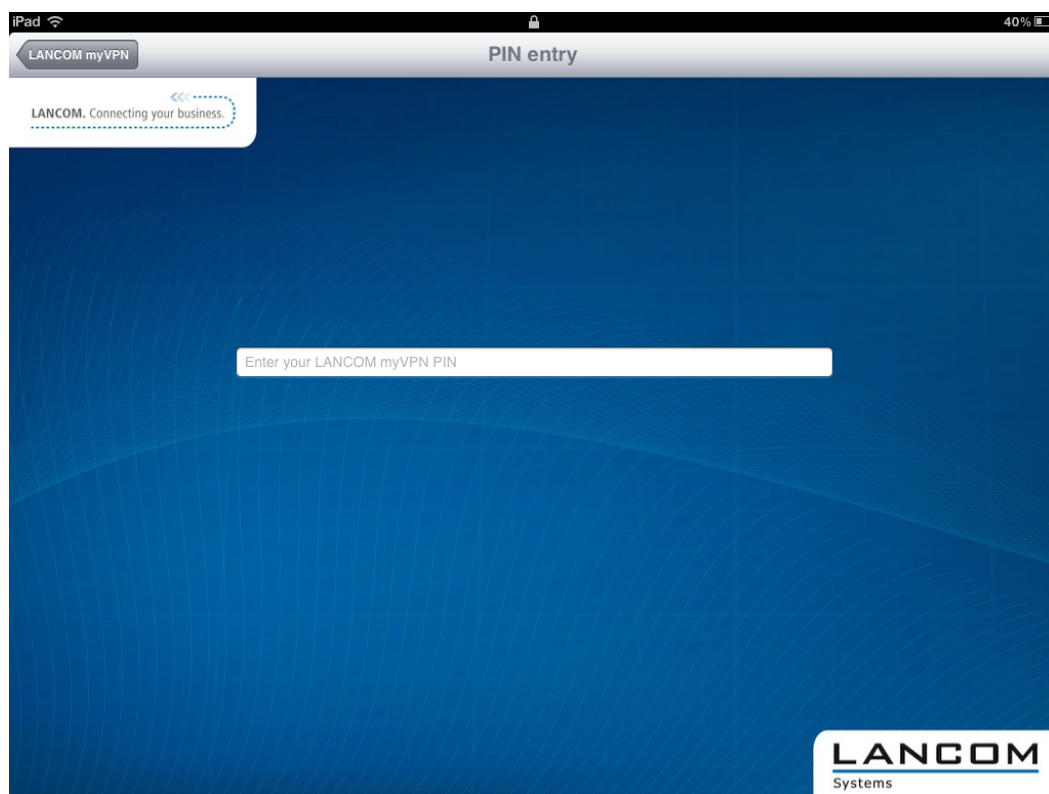 iPad 40%
LANCOM myVPN PIN entry
LANCOM. Connecting your business.
Enter your LANCOM myVPN PIN
LANCOM
Systems